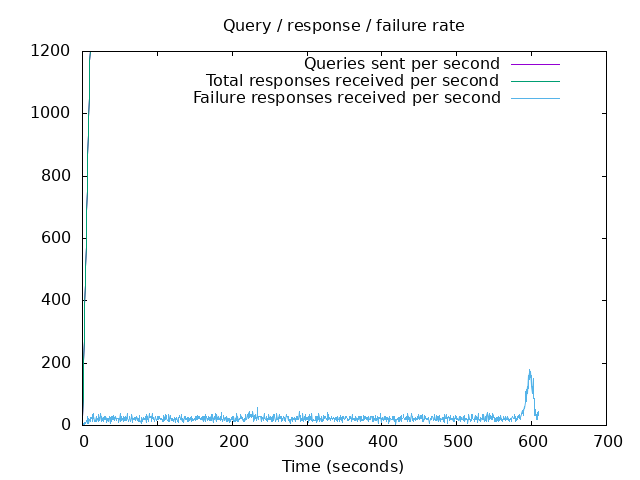 Query / response / failure rate
1200
1000
800
600
400
200
0
Queries sent per second
Total responses received per second
Failure responses received per second
0 100 200 300 400 500 600 700
Time (seconds)